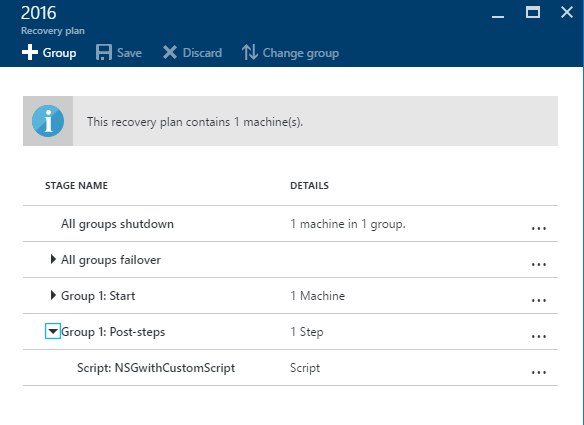 2016
Recovery plan
Group Save Discard Change group
This recovery plan contains 1 machine(s).
STAGE NAME DETAILS
All groups shutdown 1 machine in 1 group. ...
All groups failover ...
Group 1: Start 1 Machine ...
Group 1: Post-steps 1 Step ...
Script: NSGwithCustomScript Script ...